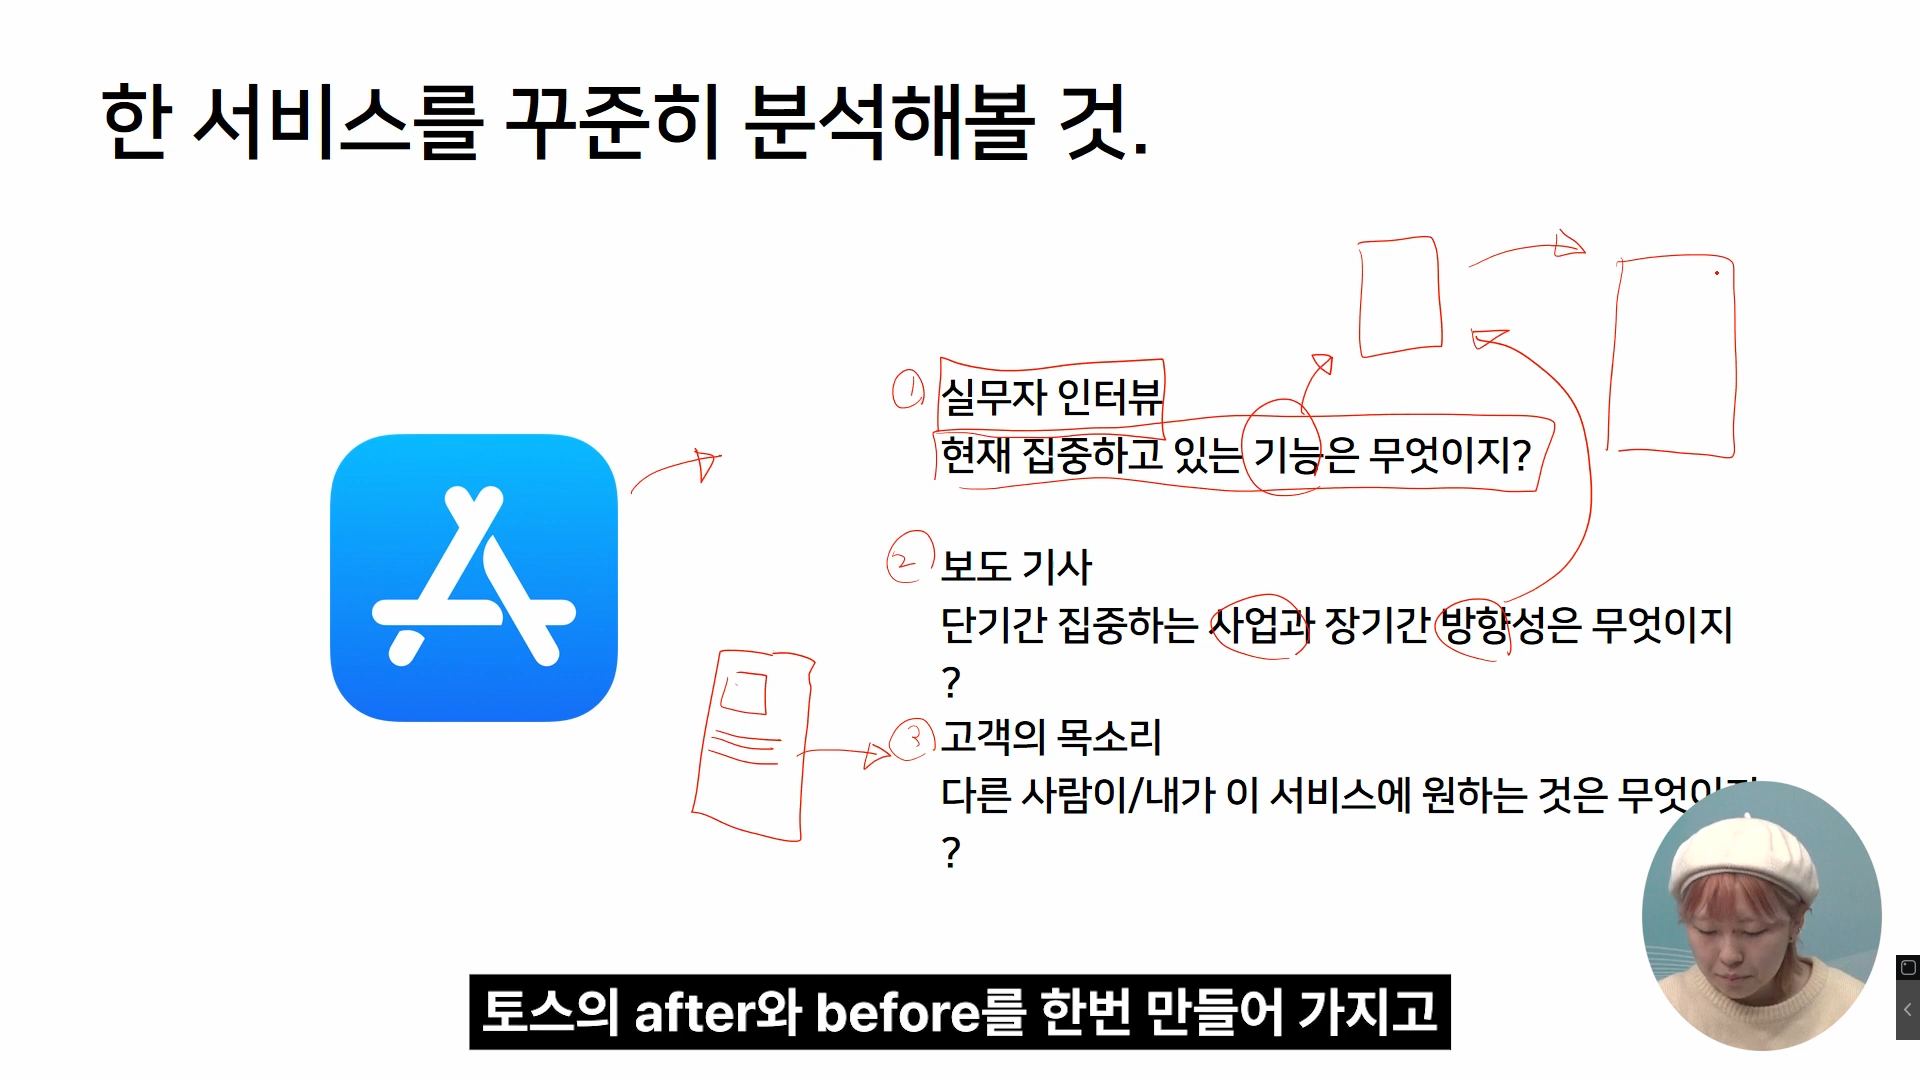 한 서비스를 꾸준히 분석해볼 것.
1
실무자 인터뷰
현재 집중하고 있는 기능은 무엇이지?
2
보도 기사
단기간 집중하는 사업과 장기간 방향성은 무엇이지
?
3
고객의 목소리
다른 사람이/내가 이 서비스에 원하는 것은
?
토스의 after와 before를 한번 만들어 가지고